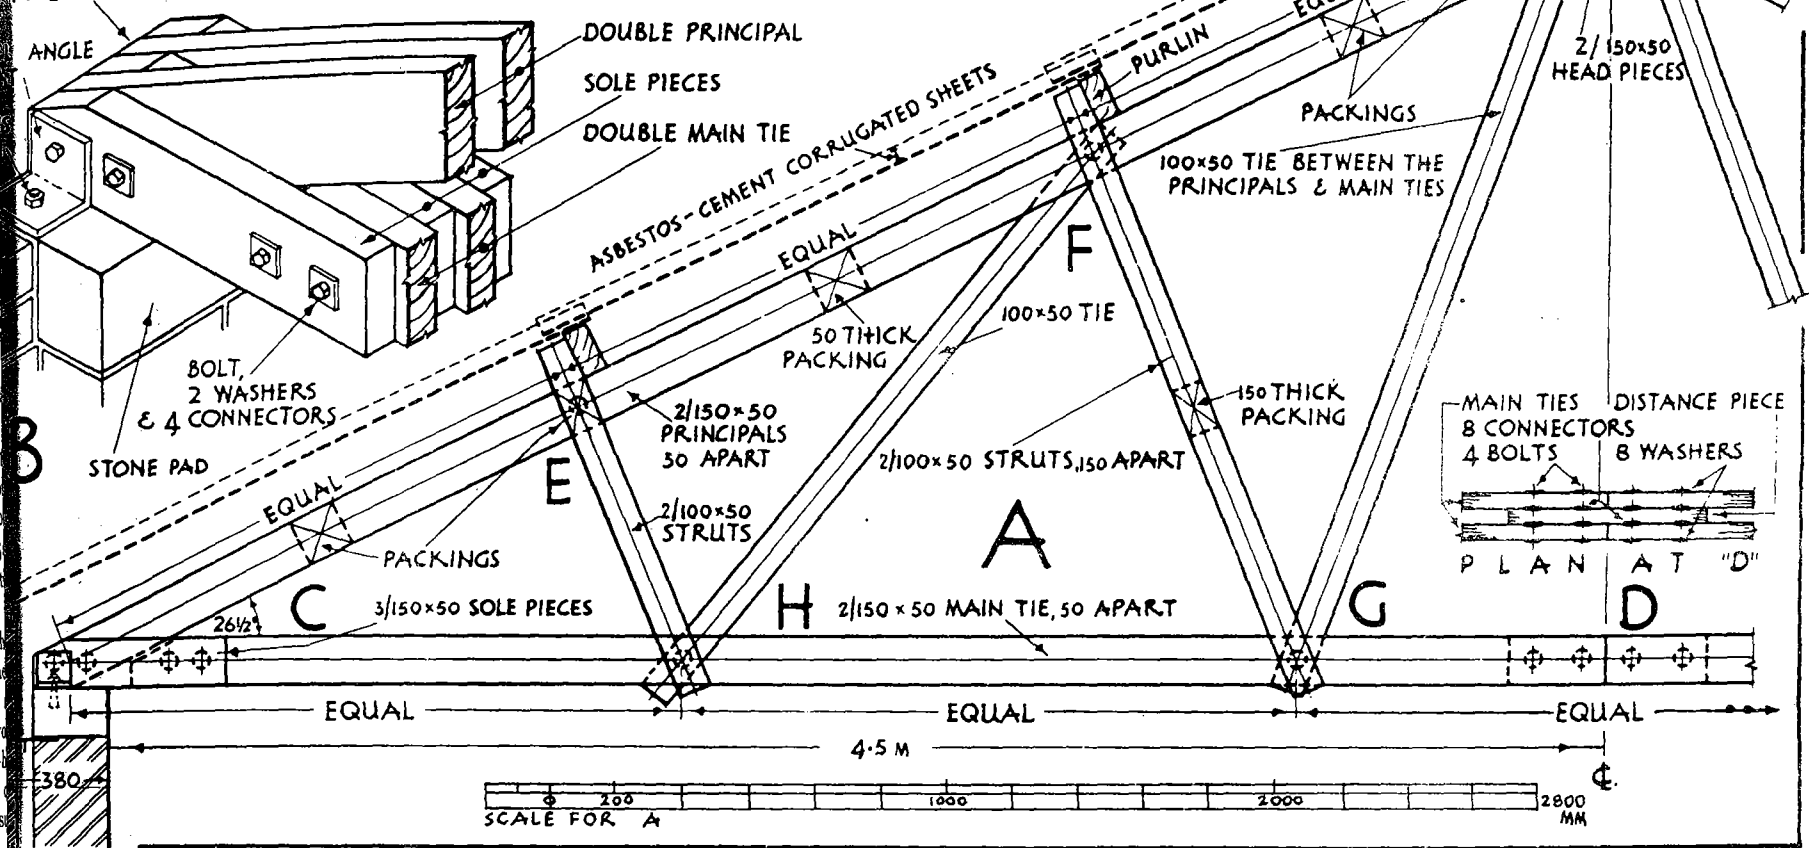 ANGLE
DOUBLE PRINCIPAL
SOLE PIECES
DOUBLE MAIN TIE
BOLT,
2 WASHERS
& 4 CONNECTORS
STONE PAD
B
ASBESTOS-CEMENT CORRUGATED SHEETS
PURLIN
PACKINGS
2/150×50
HEAD PIECES
100×50 TIE BETWEEN THE
PRINCIPALS & MAIN TIES
EQUAL
F
50 THICK
PACKING
100×50 TIE
150 THICK
PACKING
2/150×50
PRINCIPALS
50 APART
E
2/100×50 STRUTS, 150 APART
2/100×50
STRUTS
EQUAL
PACKINGS
A
MAIN TIES
8 CONNECTORS
4 BOLTS
DISTANCE PIECE
8 WASHERS
PLAN AT "D"
26½°
C
3/150×50 SOLE PIECES
H
2/150×50 MAIN TIE, 50 APART
G
D
EQUAL
EQUAL
EQUAL
4·5 M
380
℄
0
200
1000
2000
2800
MM
SCALE FOR A